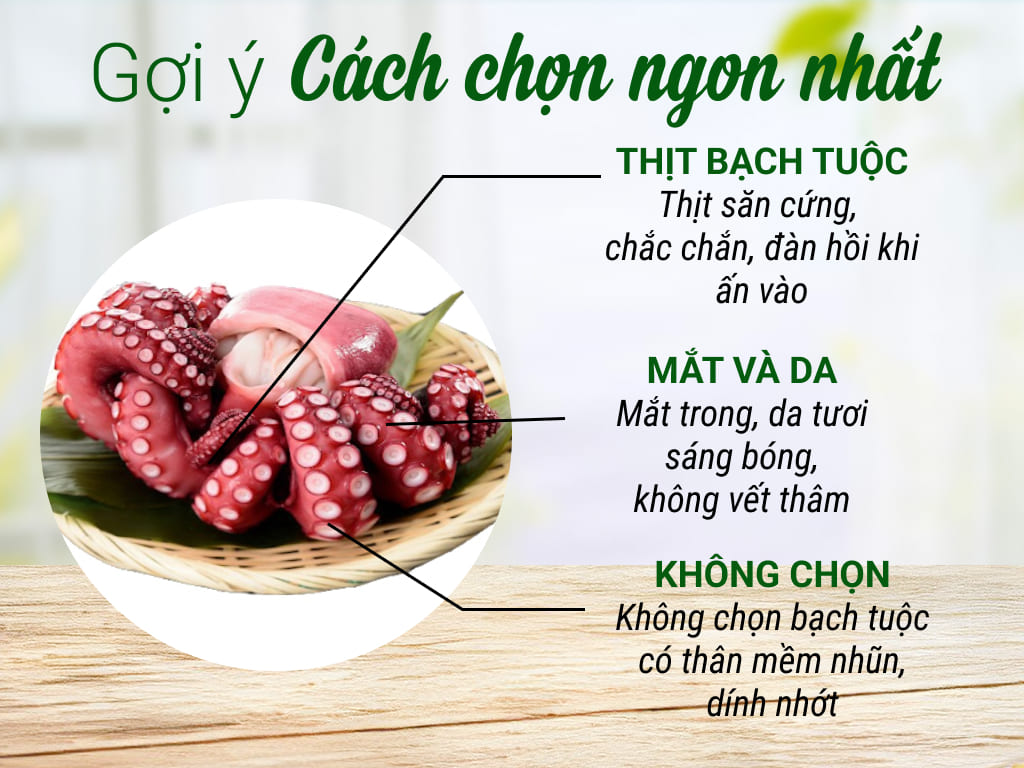 Gợi ý Cách chọn ngon nhất
THỊT BẠCH TUỘC
Thịt săn cứng,
chắc chắn, đàn hồi khi
ấn vào
MẮT VÀ DA
Mắt trong, da tươi
sáng bóng,
không vết thâm
KHÔNG CHỌN
Không chọn bạch tuộc
có thân mềm nhũn,
dính nhớt